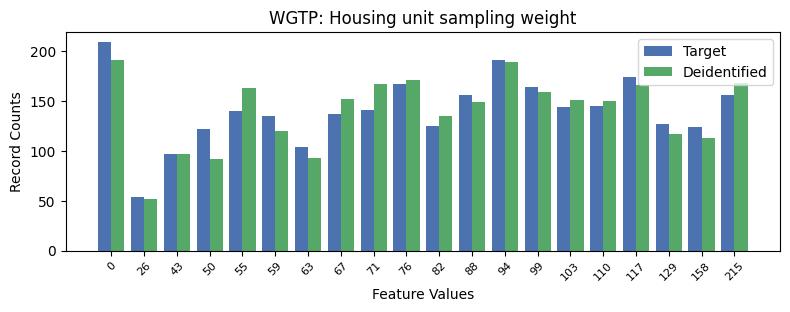 WGTP: Housing unit sampling weight
Target
Deidentified
Record Counts
200
150
100
50
0
0 26 43 50 55 59 63 67 71 76 82 88 94 99 103 110 117 129 158 215
Feature Values